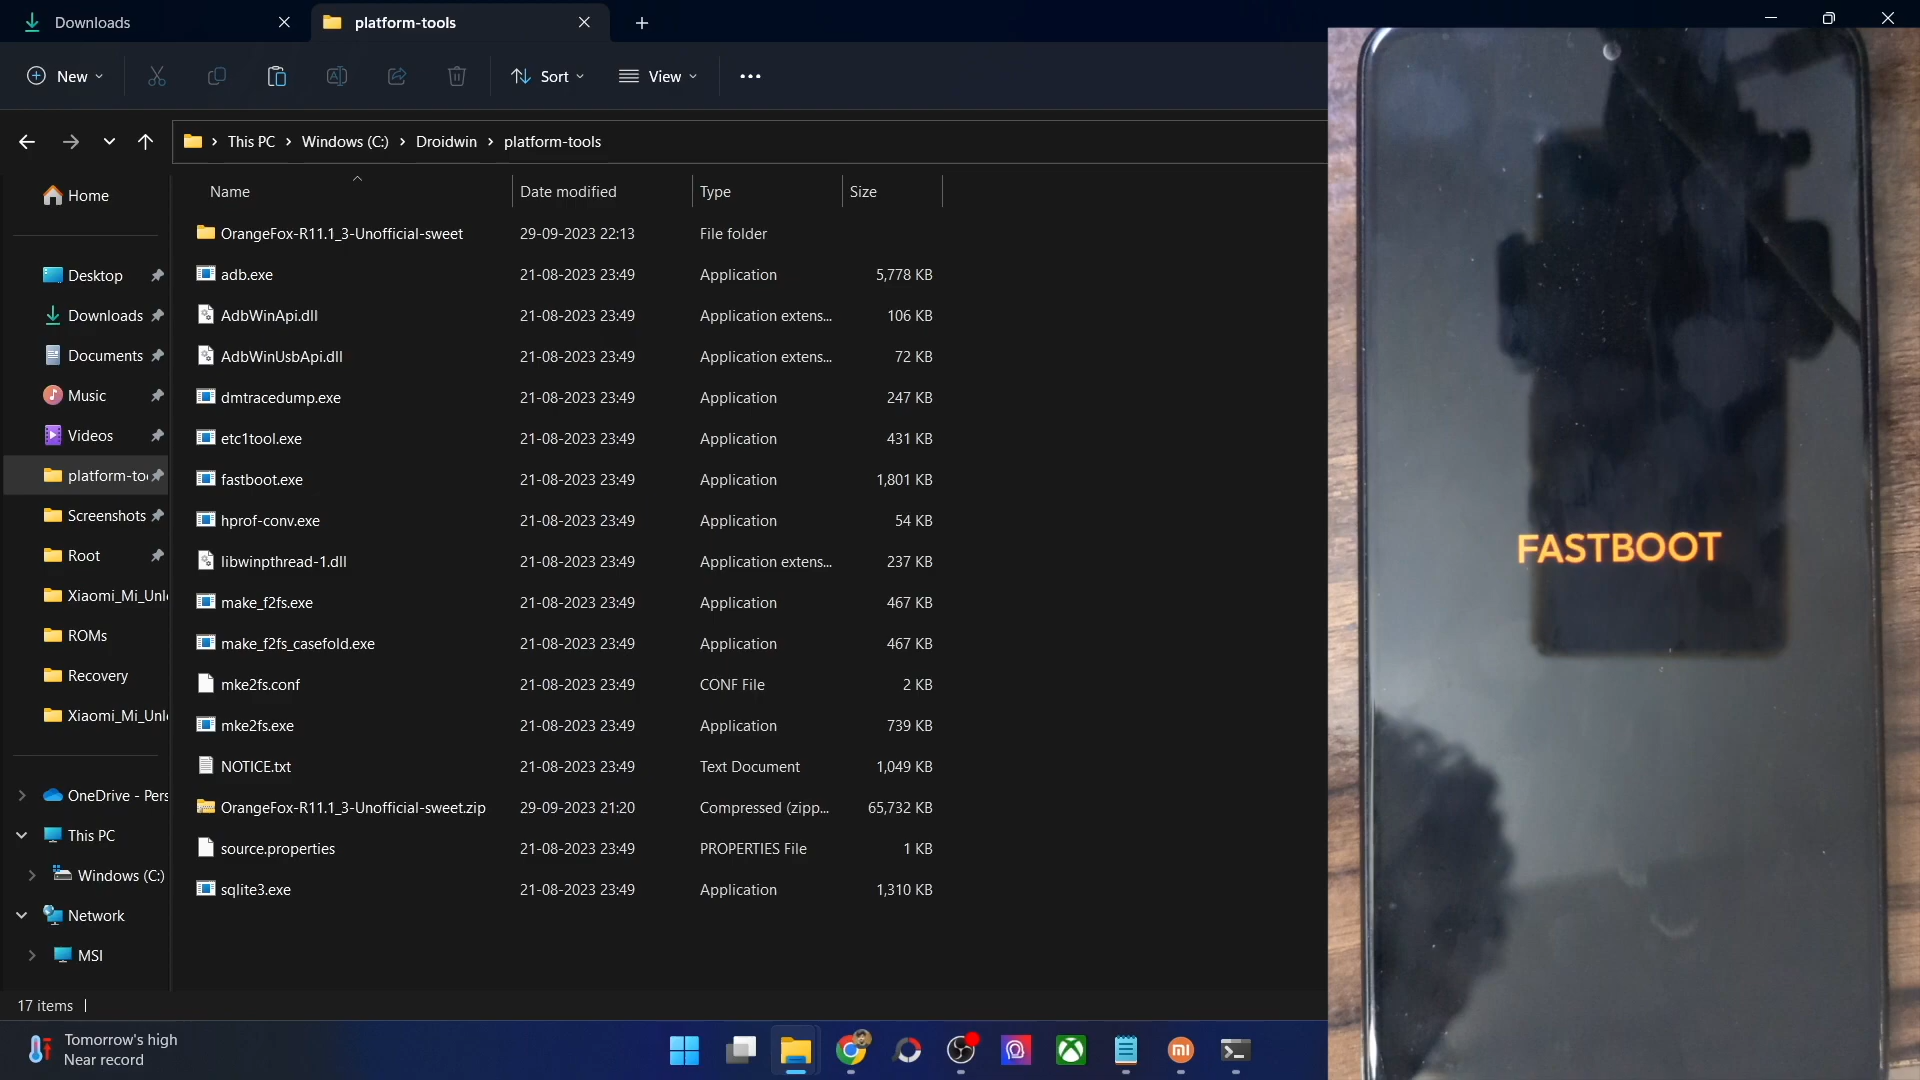 Downloads
platform-tools
New
Sort
View
This PC
Windows (C:)
Droidwin
platform-tools
Name
Date modified
Type
Size
Home
Desktop
Downloads
Documents
Music
Videos
platform-too
Screenshots
Root
Xiaomi_Mi_Unl
ROMs
Recovery
Xiaomi_Mi_Unl
OneDrive - Pers
This PC
Windows (C:)
Network
MSI
OrangeFox-R11.1_3-Unofficial-sweet 29-09-2023 22:13 File folder
adb.exe 21-08-2023 23:49 Application 5,778 KB
AdbWinApi.dll 21-08-2023 23:49 Application extens... 106 KB
AdbWinUsbApi.dll 21-08-2023 23:49 Application extens... 72 KB
dmtracedump.exe 21-08-2023 23:49 Application 247 KB
etc1tool.exe 21-08-2023 23:49 Application 431 KB
fastboot.exe 21-08-2023 23:49 Application 1,801 KB
hprof-conv.exe 21-08-2023 23:49 Application 54 KB
libwinpthread-1.dll 21-08-2023 23:49 Application extens... 237 KB
make_f2fs.exe 21-08-2023 23:49 Application 467 KB
make_f2fs_casefold.exe 21-08-2023 23:49 Application 467 KB
mke2fs.conf 21-08-2023 23:49 CONF File 2 KB
mke2fs.exe 21-08-2023 23:49 Application 739 KB
NOTICE.txt 21-08-2023 23:49 Text Document 1,049 KB
OrangeFox-R11.1_3-Unofficial-sweet.zip 29-09-2023 21:20 Compressed (zipp... 65,732 KB
source.properties 21-08-2023 23:49 PROPERTIES File 1 KB
sqlite3.exe 21-08-2023 23:49 Application 1,310 KB
17 items
Tomorrow's high
Near record
mi
FASTBOOT